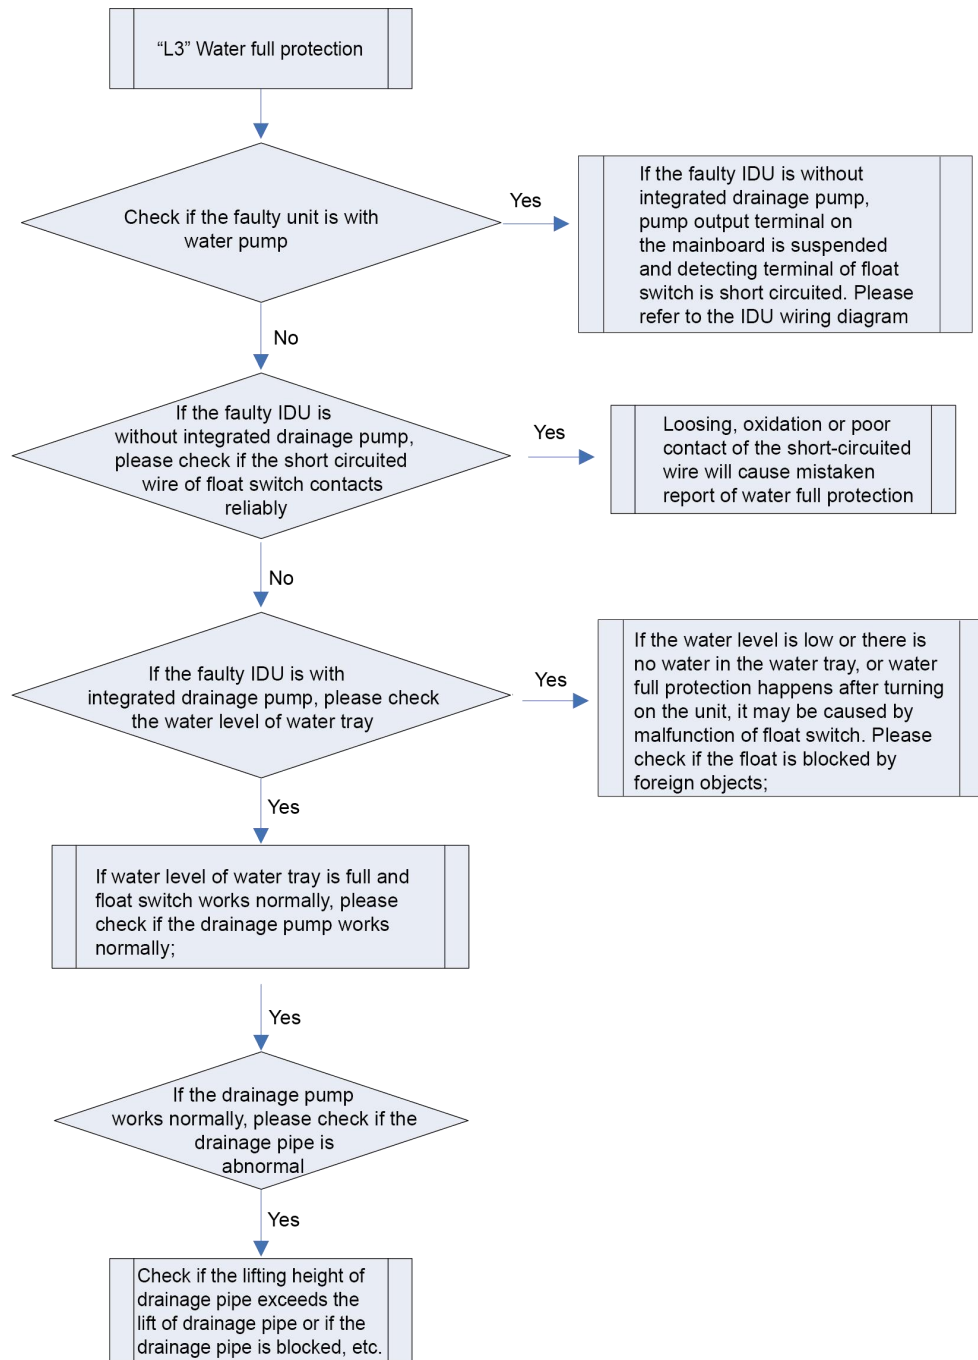 “L3” Water full protection
Check if the faulty unit is with
water pump
Yes
If the faulty IDU is without
integrated drainage pump,
pump output terminal on
the mainboard is suspended
and detecting terminal of float
switch is short circuited. Please
refer to the IDU wiring diagram
No
If the faulty IDU is
without integrated drainage pump,
please check if the short circuited
wire of float switch contacts
reliably
Yes
Loosing, oxidation or poor
contact of the short-circuited
wire will cause mistaken
report of water full protection
No
If the faulty IDU is with
integrated drainage pump, please check
the water level of water tray
Yes
If the water level is low or there is
no water in the water tray, or water
full protection happens after turning
on the unit, it may be caused by
malfunction of float switch. Please
check if the float is blocked by
foreign objects;
Yes
If water level of water tray is full and
float switch works normally, please
check if the drainage pump works
normally;
Yes
If the drainage pump
works normally, please check if the
drainage pipe is
abnormal
Yes
Check if the lifting height of
drainage pipe exceeds the
lift of drainage pipe or if the
drainage pipe is blocked, etc.